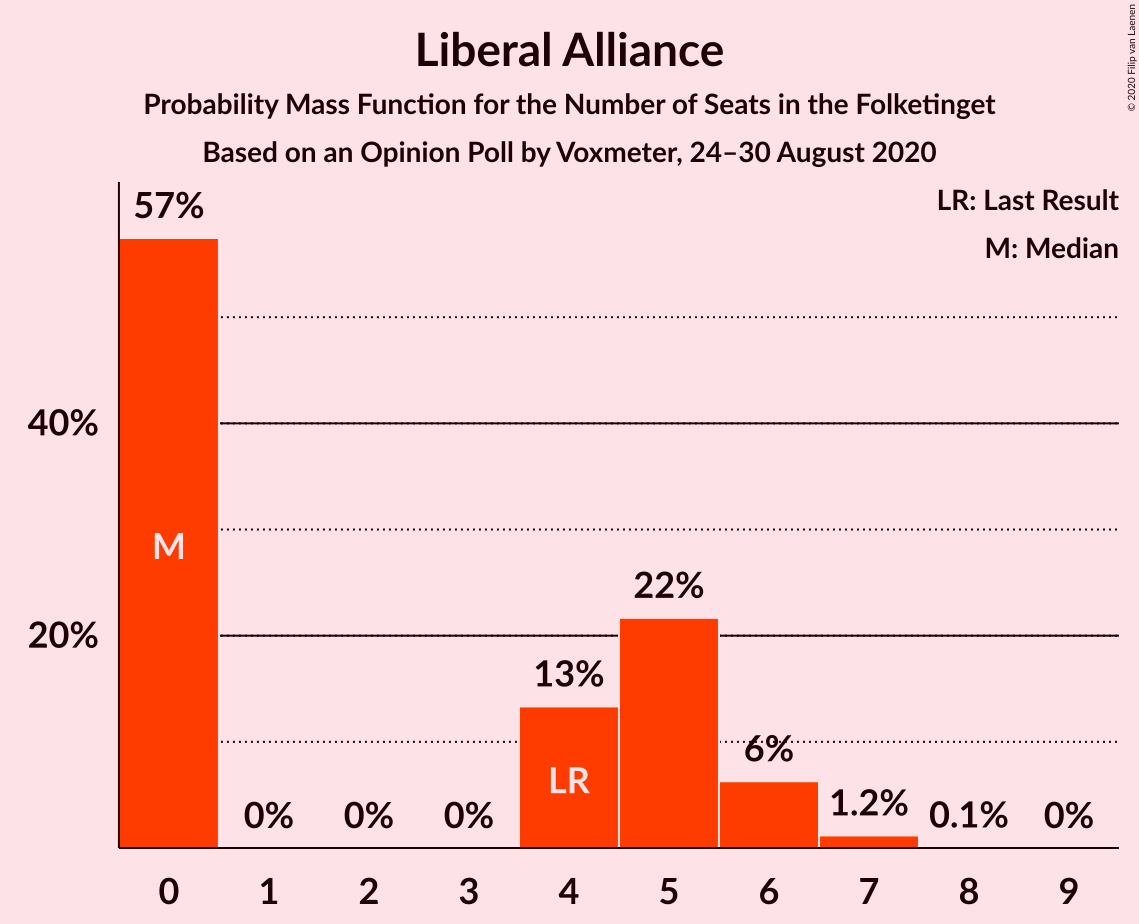 Liberal Alliance
Probability Mass Function for the Number of Seats in the Folketinget
Based on an Opinion Poll by Voxmeter, 24–30 August 2020
© 2020 Filip van Laenen
LR: Last Result
M: Median
57%
40%
M
22%
20%
13%
6%
LR
1.2%
0%
0%
0%
0.1%
0%
0
1
2
3
4
5
6
7
8
9